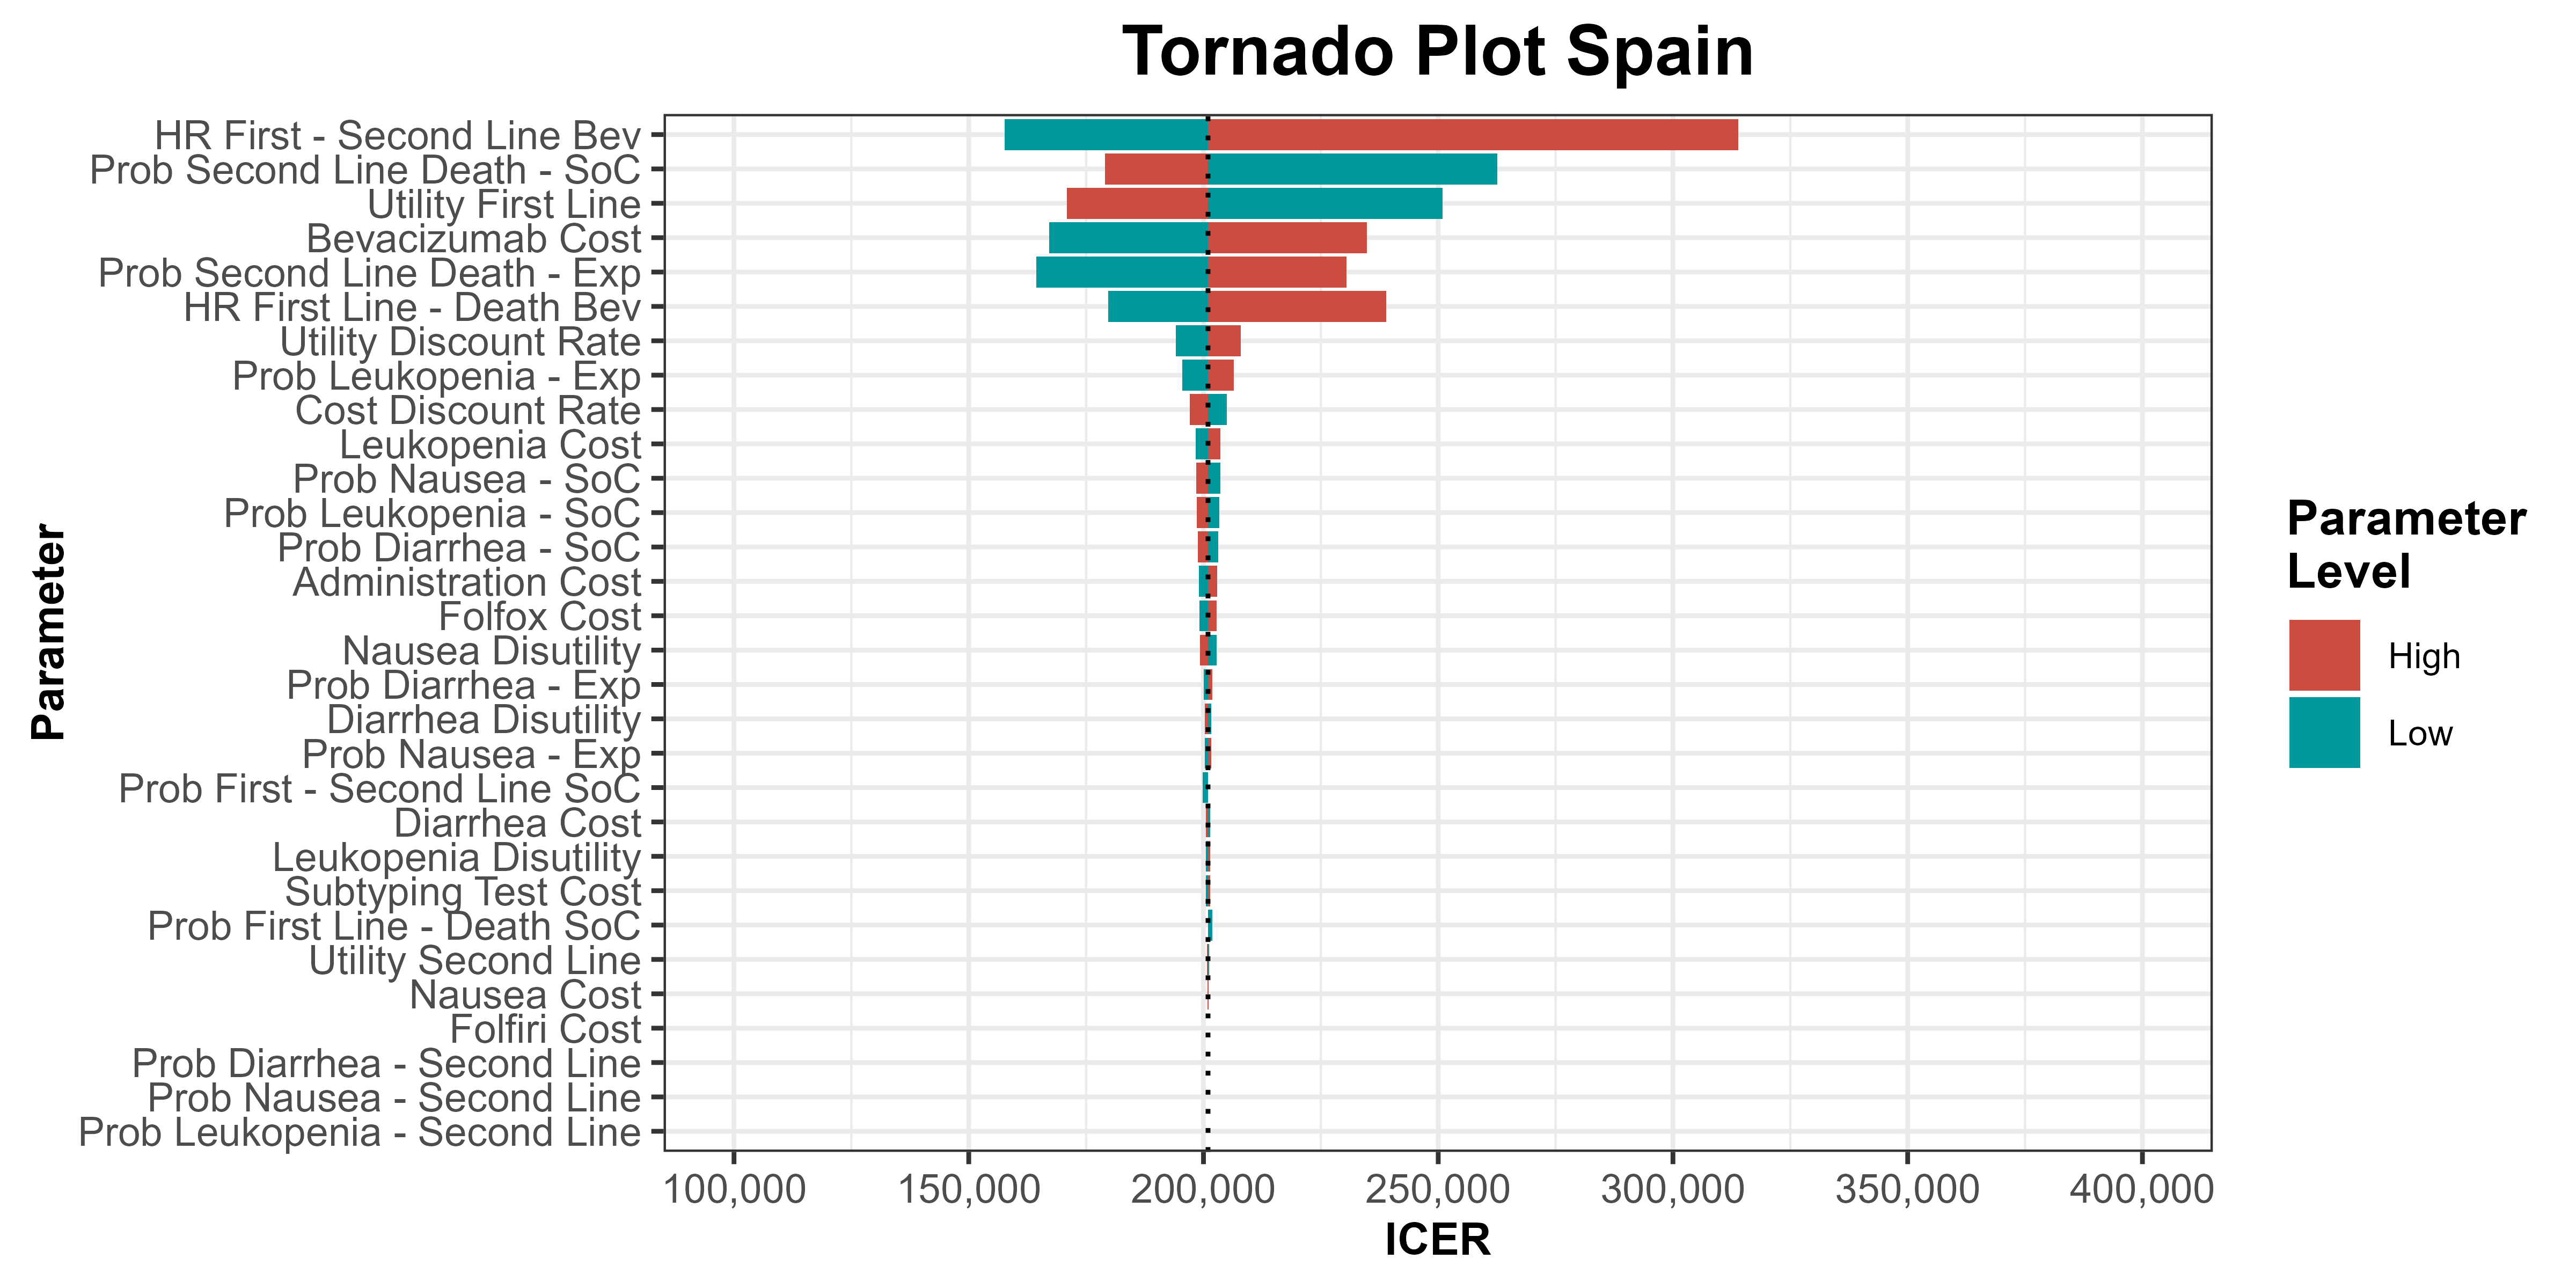 Tornado Plot Spain
Parameter
HR First - Second Line Bev
Prob Second Line Death - SoC
Utility First Line
Bevacizumab Cost
Prob Second Line Death - Exp
HR First Line - Death Bev
Utility Discount Rate
Prob Leukopenia - Exp
Cost Discount Rate
Leukopenia Cost
Prob Nausea - SoC
Prob Leukopenia - SoC
Prob Diarrhea - SoC
Administration Cost
Folfox Cost
Nausea Disutility
Prob Diarrhea - Exp
Diarrhea Disutility
Prob Nausea - Exp
Prob First - Second Line SoC
Diarrhea Cost
Leukopenia Disutility
Subtyping Test Cost
Prob First Line - Death SoC
Utility Second Line
Nausea Cost
Folfiri Cost
Prob Diarrhea - Second Line
Prob Nausea - Second Line
Prob Leukopenia - Second Line
100,000 150,000 200,000 250,000 300,000 350,000 400,000
ICER
Parameter
Level
High
Low